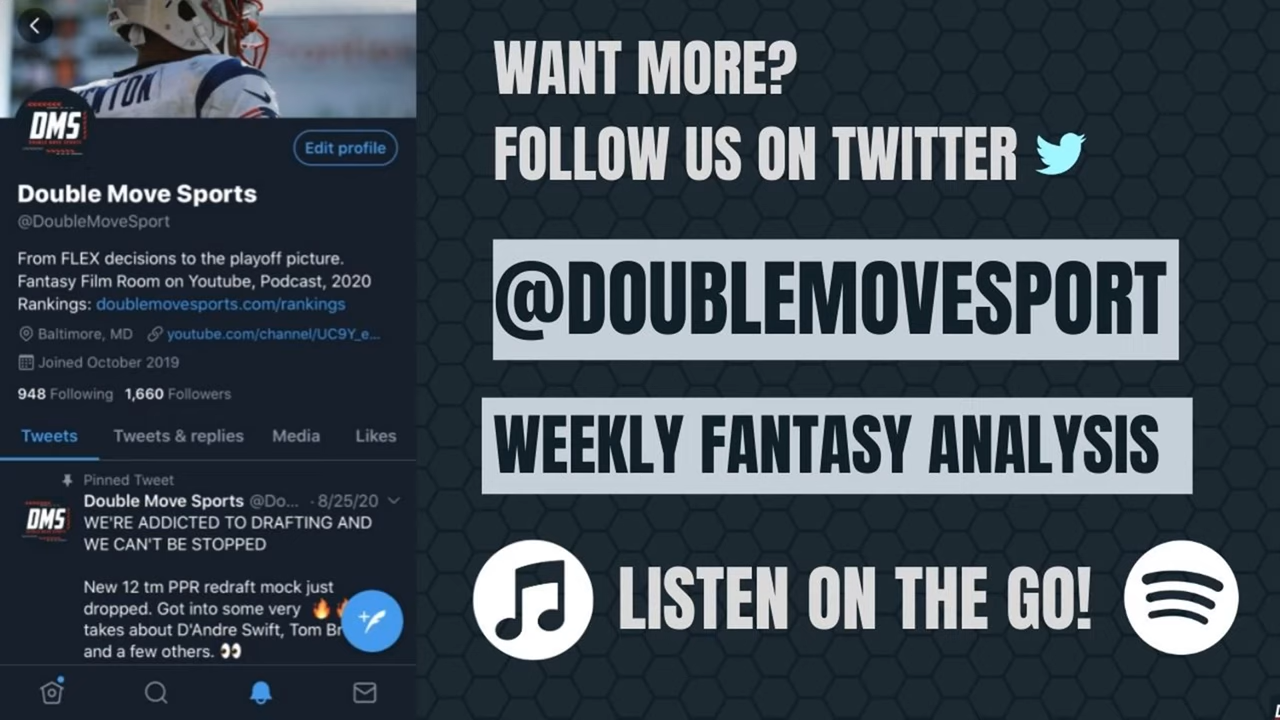 ENTON
DMS
Edit profile
Double Move Sports
@DoubleMoveSport
From FLEX decisions to the playoff picture.
Fantasy Film Room on Youtube, Podcast, 2020
Rankings: doublemovesports.com/rankings
Baltimore, MD youtube.com/channel/UC9Y_e...
Joined October 2019
948 Following 1,660 Followers
Tweets Tweets & replies Media Likes
Pinned Tweet
Double Move Sports @Do... · 8/25/20
DMS
WE'RE ADDICTED TO DRAFTING AND
WE CAN'T BE STOPPED
New 12 tm PPR redraft mock just
dropped. Got into some very 🔥🔥
takes about D'Andre Swift, Tom Br
and a few others. 👀
WANT MORE?
FOLLOW US ON TWITTER
@DOUBLEMOVESPORT
WEEKLY FANTASY ANALYSIS
LISTEN ON THE GO!